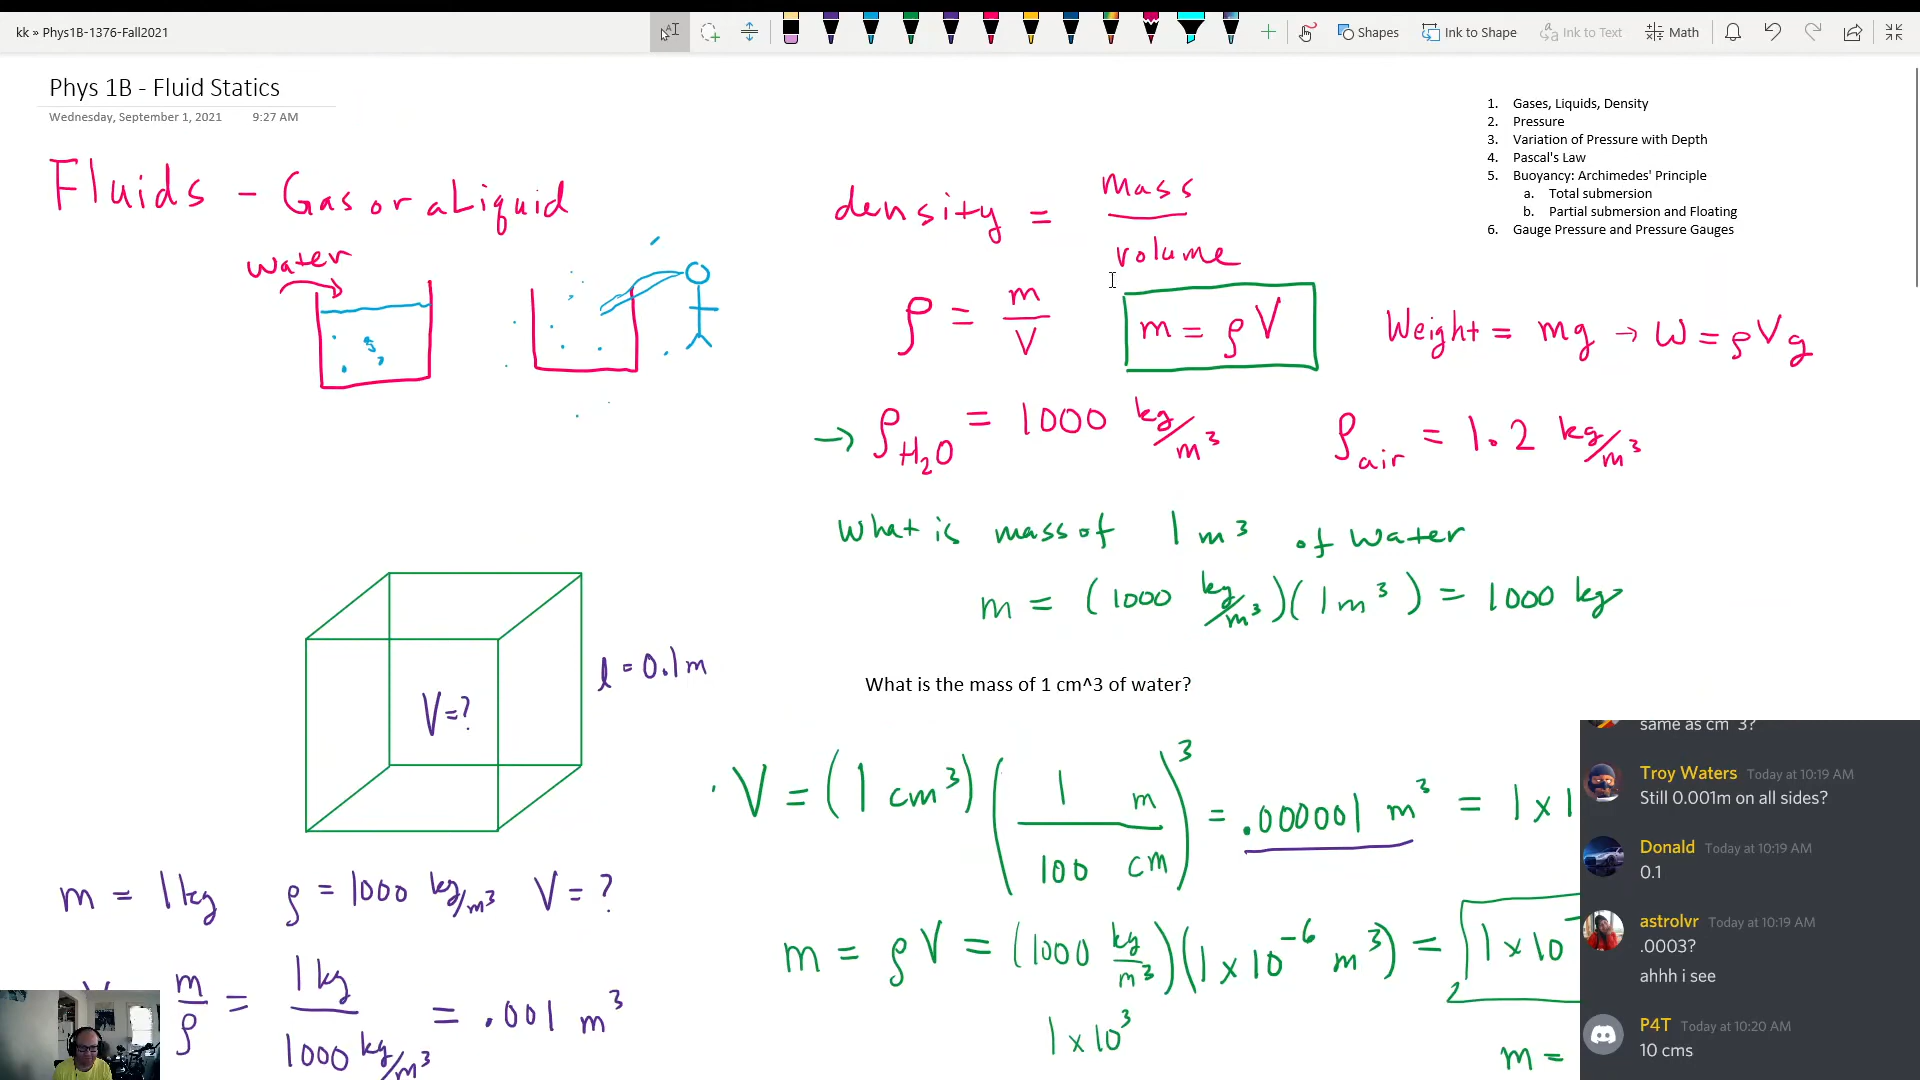 kk » Phys1B-1376-Fall2021
Shapes
Ink to Shape
Ink to Text
Math
Phys 1B - Fluid Statics
Wednesday, September 1, 2021 9:27 AM
1. Gases, Liquids, Density
2. Pressure
3. Variation of Pressure with Depth
4. Pascal's Law
5. Buoyancy: Archimedes' Principle
a. Total submersion
b. Partial submersion and Floating
6. Gauge Pressure and Pressure Gauges
Fluids - Gas or a Liquid
water
density = mass / volume
ρ = m/V
m = ρV
Weight = mg → W = ρVg
→ ρH₂O = 1000 kg/m³
ρair = 1.2 kg/m³
What is mass of 1 m³ of water
m = (1000 kg/m³)(1m³) = 1000 kg
V=?
l = 0.1m
What is the mass of 1 cm^3 of water?
V = (1 cm³)(1 m / 100 cm)³ = .000001 m³ = 1 x 1
m = ρV = (1000 kg/m³)(1 x 10⁻⁶ m³) = 1 x 10⁻
1 x 10³
m =
m = 1kg ρ = 1000 kg/m³ V = ?
m/ρ = 1kg / 1000 kg/m³ = .001 m³
same as cm 3?
Troy Waters Today at 10:19 AM
Still 0.001m on all sides?
Donald Today at 10:19 AM
0.1
astrolvr Today at 10:19 AM
.0003?
ahhh i see
P4T Today at 10:20 AM
10 cms